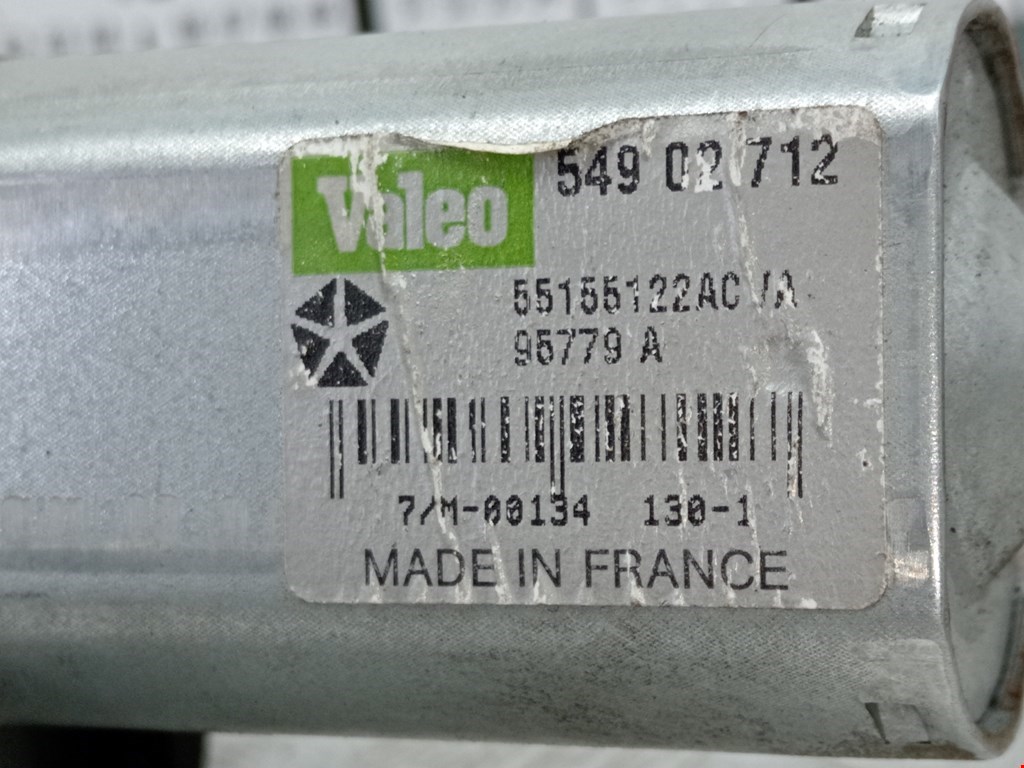 Valeo
549 02 712
55155122AC /A
95779 A
7/M-00134 130-1
MADE IN FRANCE